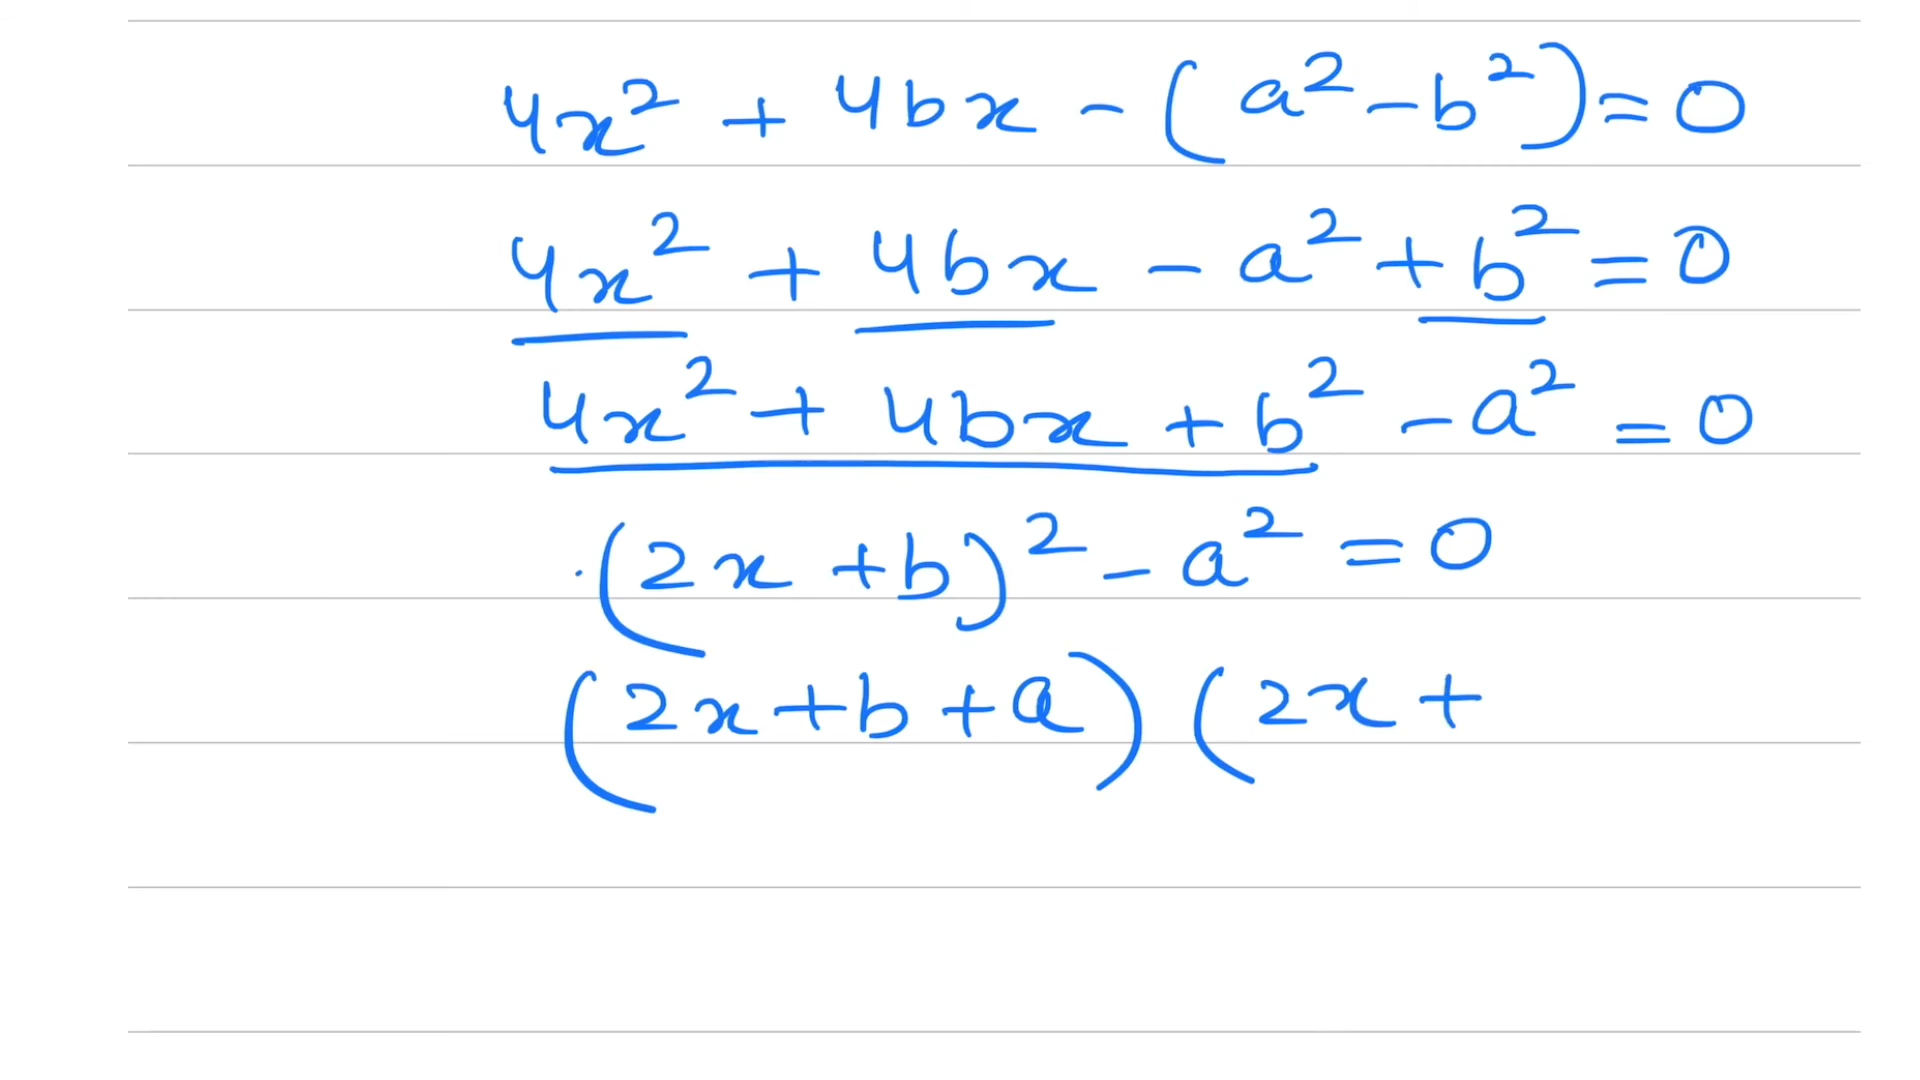 4x² + 4bx - (a² - b²) = 0
4x² + 4bx - a² + b² = 0
4x² + 4bx + b² - a² = 0
(2x + b)² - a² = 0
(2x + b + a) (2x +